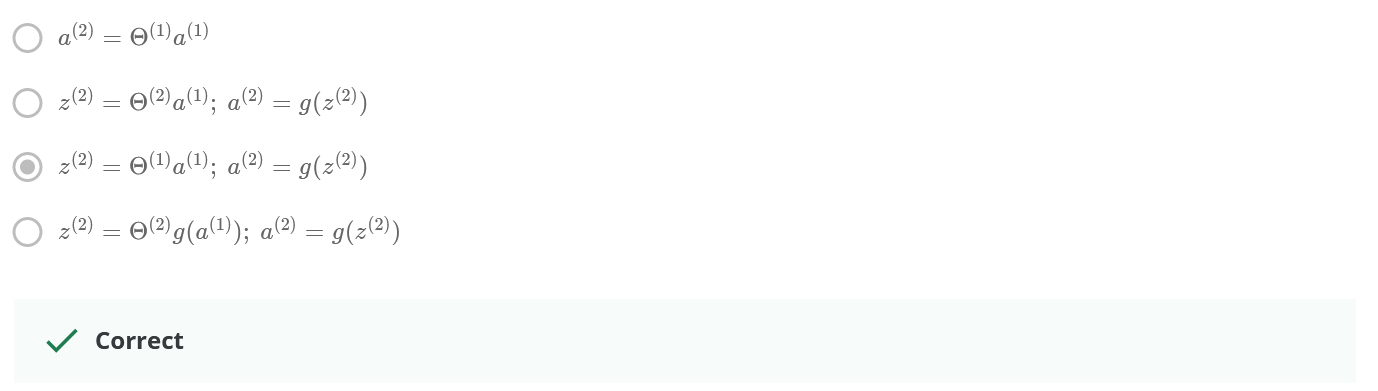 a⁽²⁾ = Θ⁽¹⁾a⁽¹⁾
z⁽²⁾ = Θ⁽²⁾a⁽¹⁾; a⁽²⁾ = g(z⁽²⁾)
z⁽²⁾ = Θ⁽¹⁾a⁽¹⁾; a⁽²⁾ = g(z⁽²⁾)
z⁽²⁾ = Θ⁽²⁾g(a⁽¹⁾); a⁽²⁾ = g(z⁽²⁾)
Correct